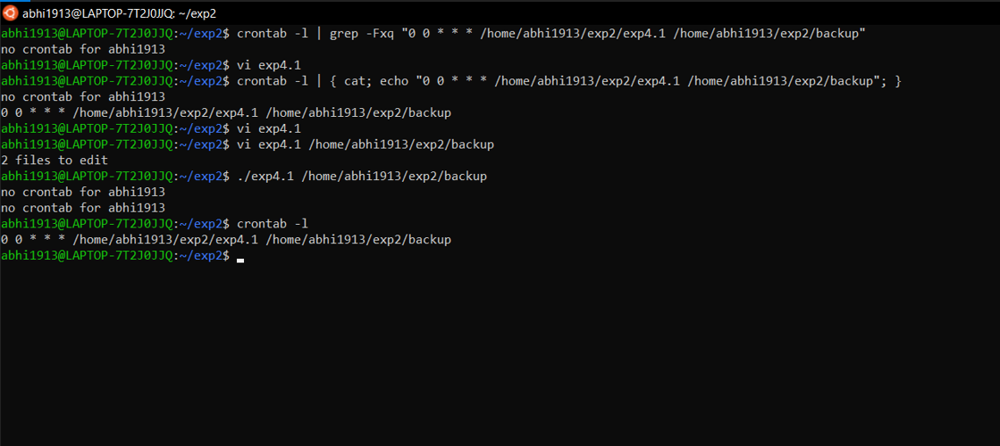 abhi1913@LAPTOP-7T2J0JJQ: ~/exp2
abhi1913@LAPTOP-7T2J0JJQ:~/exp2$ crontab -l | grep -Fxq "0 0 * * * /home/abhi1913/exp2/exp4.1 /home/abhi1913/exp2/backup"
no crontab for abhi1913
abhi1913@LAPTOP-7T2J0JJQ:~/exp2$ vi exp4.1
abhi1913@LAPTOP-7T2J0JJQ:~/exp2$ crontab -l | { cat; echo "0 0 * * * /home/abhi1913/exp2/exp4.1 /home/abhi1913/exp2/backup"; }
no crontab for abhi1913
0 0 * * * /home/abhi1913/exp2/exp4.1 /home/abhi1913/exp2/backup
abhi1913@LAPTOP-7T2J0JJQ:~/exp2$ vi exp4.1
abhi1913@LAPTOP-7T2J0JJQ:~/exp2$ vi exp4.1 /home/abhi1913/exp2/backup
2 files to edit
abhi1913@LAPTOP-7T2J0JJQ:~/exp2$ ./exp4.1 /home/abhi1913/exp2/backup
no crontab for abhi1913
no crontab for abhi1913
abhi1913@LAPTOP-7T2J0JJQ:~/exp2$ crontab -l
0 0 * * * /home/abhi1913/exp2/exp4.1 /home/abhi1913/exp2/backup
abhi1913@LAPTOP-7T2J0JJQ:~/exp2$